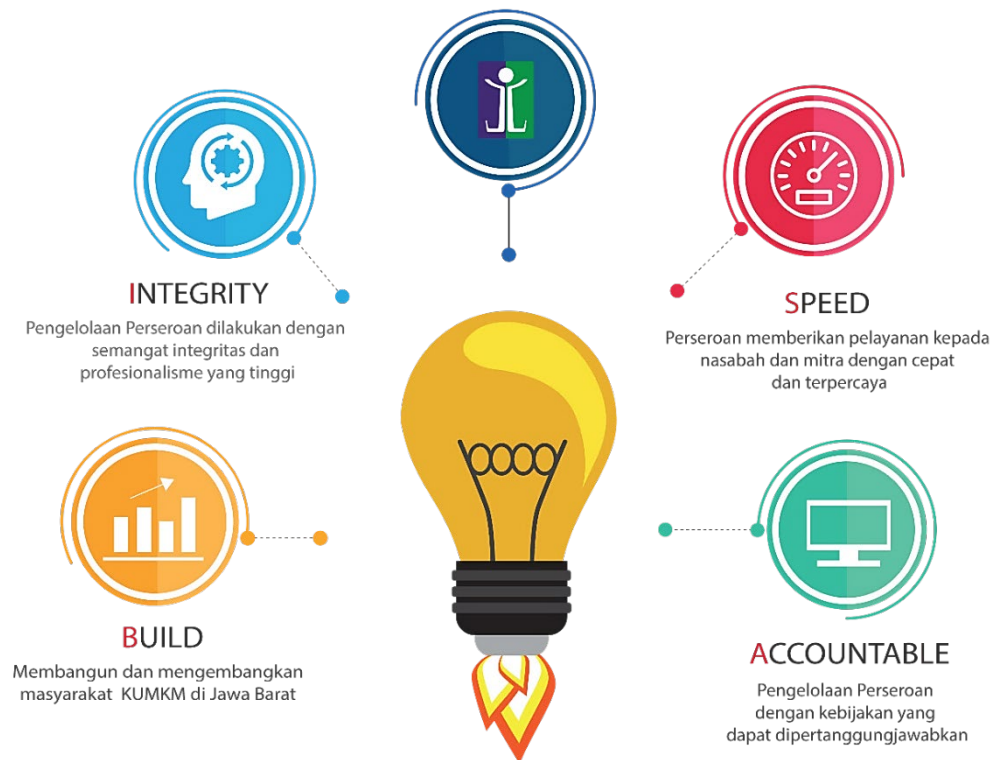 INTEGRITY
Pengelolaan Perseroan dilakukan dengan
semangat integritas dan
profesionalisme yang tinggi
SPEED
Perseroan memberikan pelayanan kepada
nasabah dan mitra dengan cepat
dan terpercaya
BUILD
Membangun dan mengembangkan
masyarakat KUMKM di Jawa Barat
ACCOUNTABLE
Pengelolaan Perseroan
dengan kebijakan yang
dapat dipertanggungjawabkan